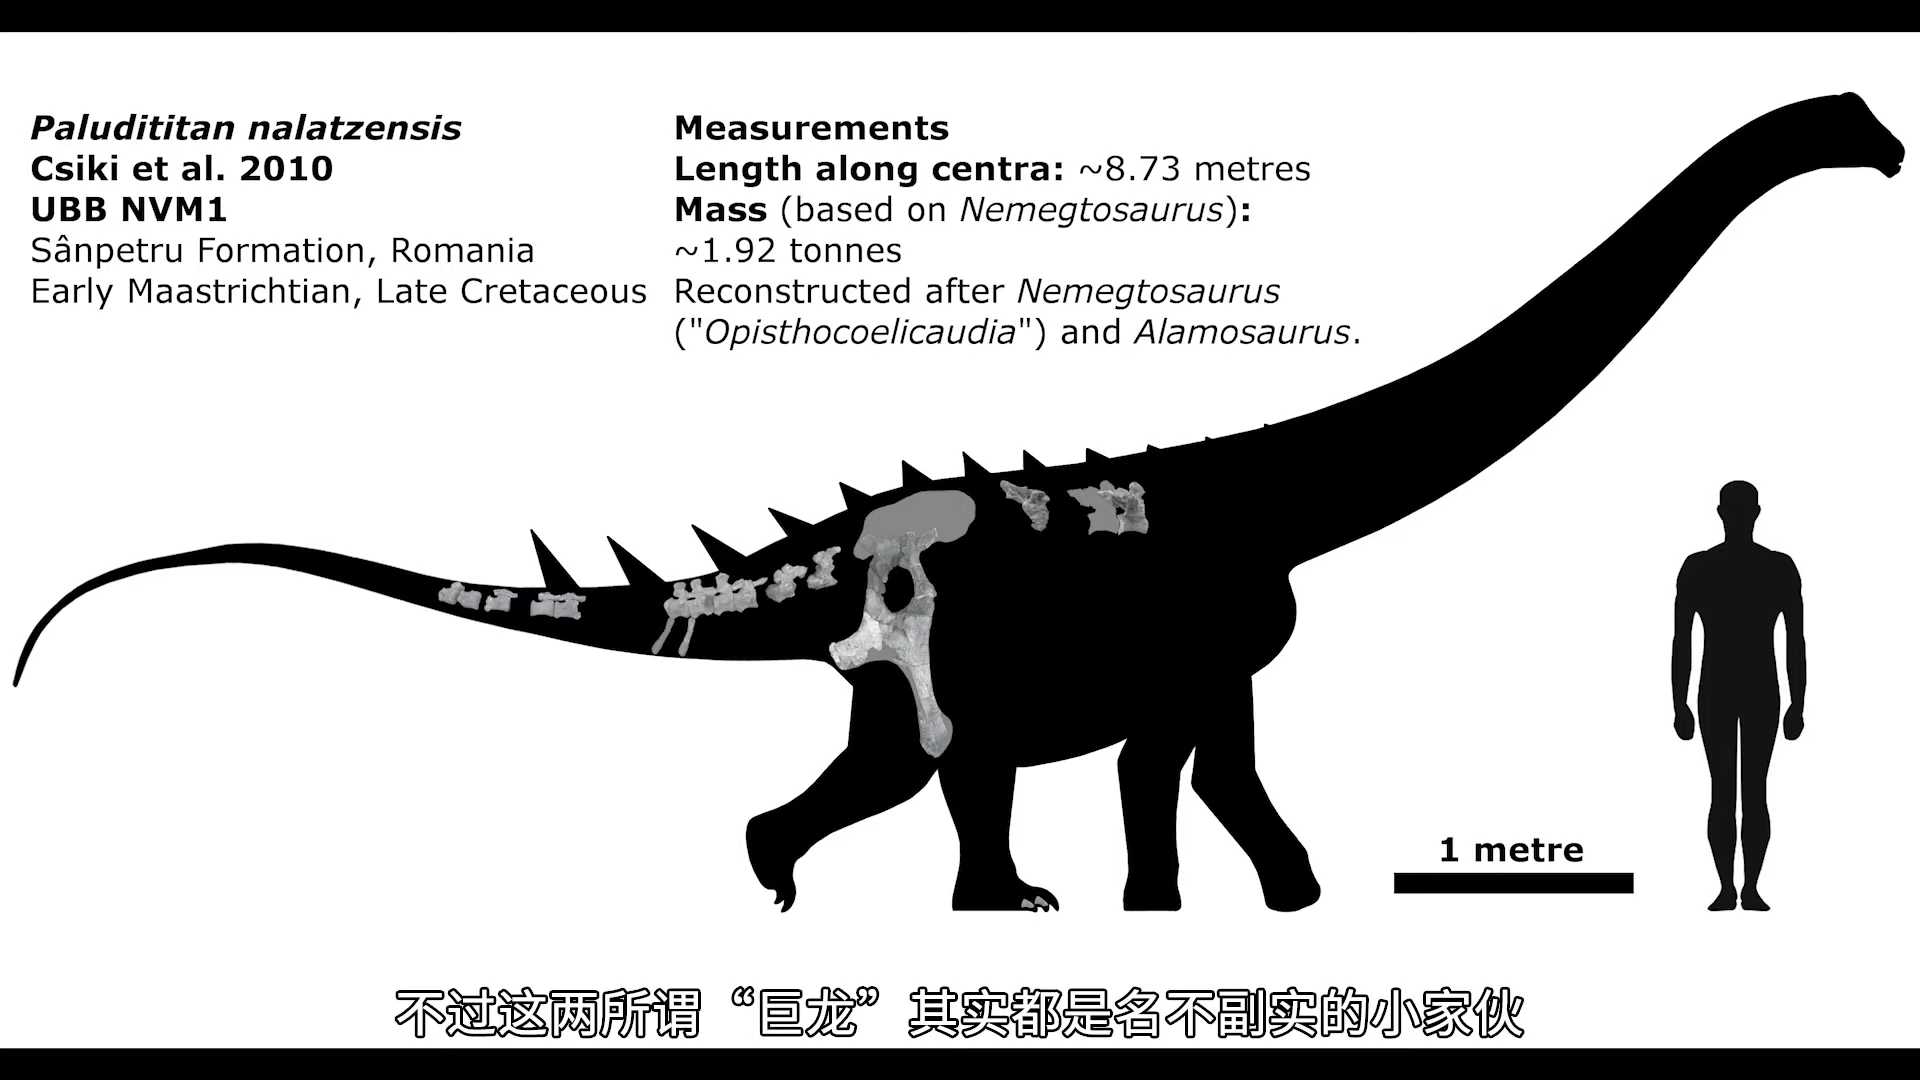 Paludititan nalatzensis
Csiki et al. 2010
UBB NVM1
Sânpetru Formation, Romania
Early Maastrichtian, Late Cretaceous
Measurements
Length along centra: ~8.73 metres
Mass (based on Nemegtosaurus):
~1.92 tonnes
Reconstructed after Nemegtosaurus
("Opisthocoelicaudia") and Alamosaurus.
1 metre
不过这两所谓“巨龙”其实都是名不副实的小家伙